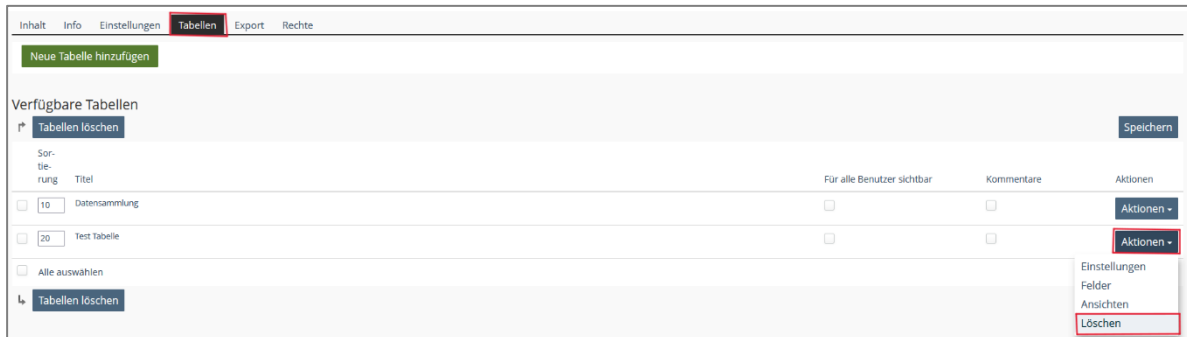 Inhalt Info Einstellungen Tabellen Export Rechte
Neue Tabelle hinzufügen
Verfügbare Tabellen
Tabellen löschen Speichern
Sor-
tie-
rung Titel Für alle Benutzer sichtbar Kommentare Aktionen
10 Datensammlung Aktionen
20 Test Tabelle Aktionen
Alle auswählen
Einstellungen
Felder
Ansichten
Löschen
Tabellen löschen